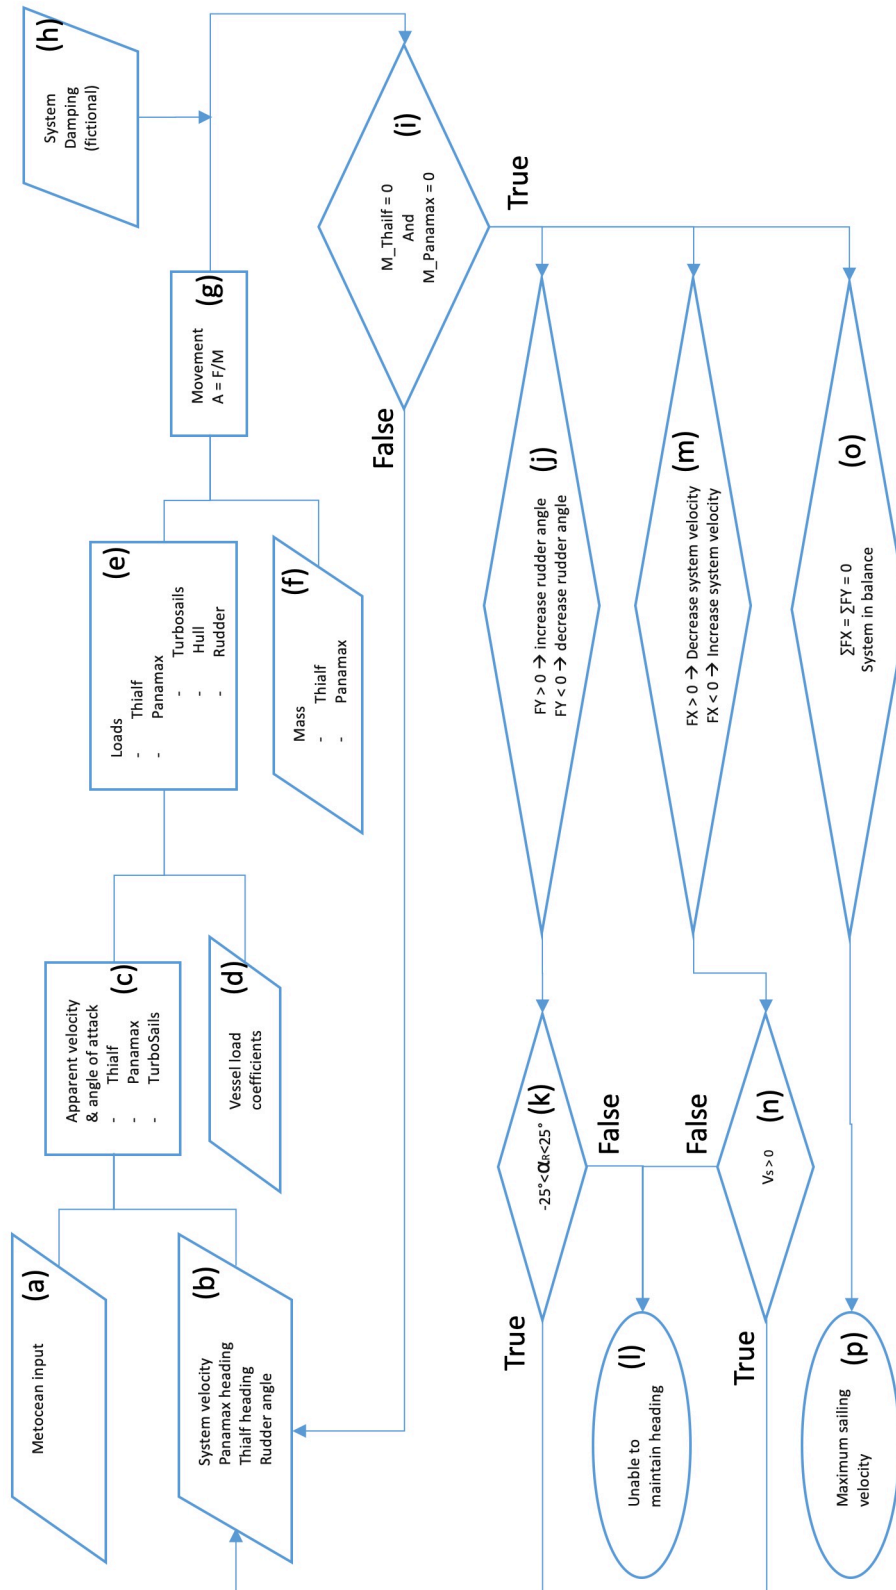 Metocean input
(a)
System velocity
Panamax heading
Thialf heading
Rudder angle
(b)
Apparent velocity
& angle of attack
- Thialf
- Panamax
- TurboSails
(c)
Vessel load
coefficients
(d)
Loads
- Thialf
- Panamax
- Turbosails
- Hull
- Rudder
(e)
Mass
- Thialf
- Panamax
(f)
Movement
A = F/M
(g)
System
Damping
(fictional)
(h)
M_Thailf = 0
And
M_Panamax = 0
(i)
False
True
FY > 0 → increase rudder angle
FY < 0 → decrease rudder angle
(j)
-25°<αR<25°
(k)
True
False
Unable to
maintain heading
(l)
FX > 0 → Decrease system velocity
FX < 0 → Increase system velocity
(m)
Vs > 0
(n)
True
False
∑FX = ∑FY = 0
System in balance
(o)
Maximum sailing
velocity
(p)